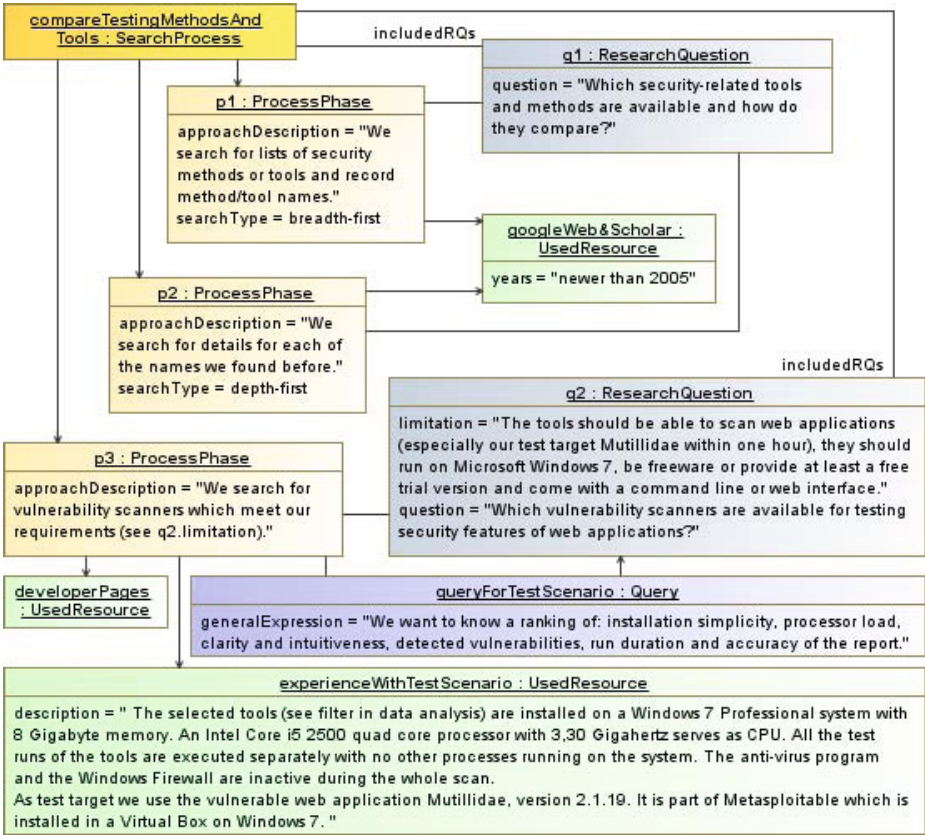 compareTestingMethodsAnd
Tools : SearchProcess
includedRQs
q1 : ResearchQuestion
question = "Which security-related tools
and methods are available and how do
they compare?"
p1 : ProcessPhase
approachDescription = "We
search for lists of security
methods or tools and record
method/tool names."
searchType = breadth-first
googleWeb&Scholar :
UsedResource
years = "newer than 2005"
p2 : ProcessPhase
approachDescription = "We
search for details for each of
the names we found before."
searchType = depth-first
includedRQs
q2 : ResearchQuestion
limitation = "The tools should be able to scan web applications
(especially our test target Mutillidae within one hour), they should
run on Microsoft Windows 7, be freeware or provide at least a free
trial version and come with a command line or web interface."
question = "Which vulnerability scanners are available for testing
security features of web applications?"
p3 : ProcessPhase
approachDescription = "We search for
vulnerability scanners which meet our
requirements (see q2.limitation)."
developerPages
: UsedResource
queryForTestScenario : Query
generalExpression = "We want to know a ranking of: installation simplicity, processor load,
clarity and intuitiveness, detected vulnerabilities, run duration and accuracy of the report."
experienceWithTestScenario : UsedResource
description = " The selected tools (see filter in data analysis) are installed on a Windows 7 Professional system with
8 Gigabyte memory. An Intel Core i5 2500 quad core processor with 3,30 Gigahertz serves as CPU. All the test
runs of the tools are executed separately with no other processes running on the system. The anti-virus program
and the Windows Firewall are inactive during the whole scan.
As test target we use the vulnerable web application Mutillidae, version 2.1.19. It is part of Metasploitable which is
installed in a Virtual Box on Windows 7. "